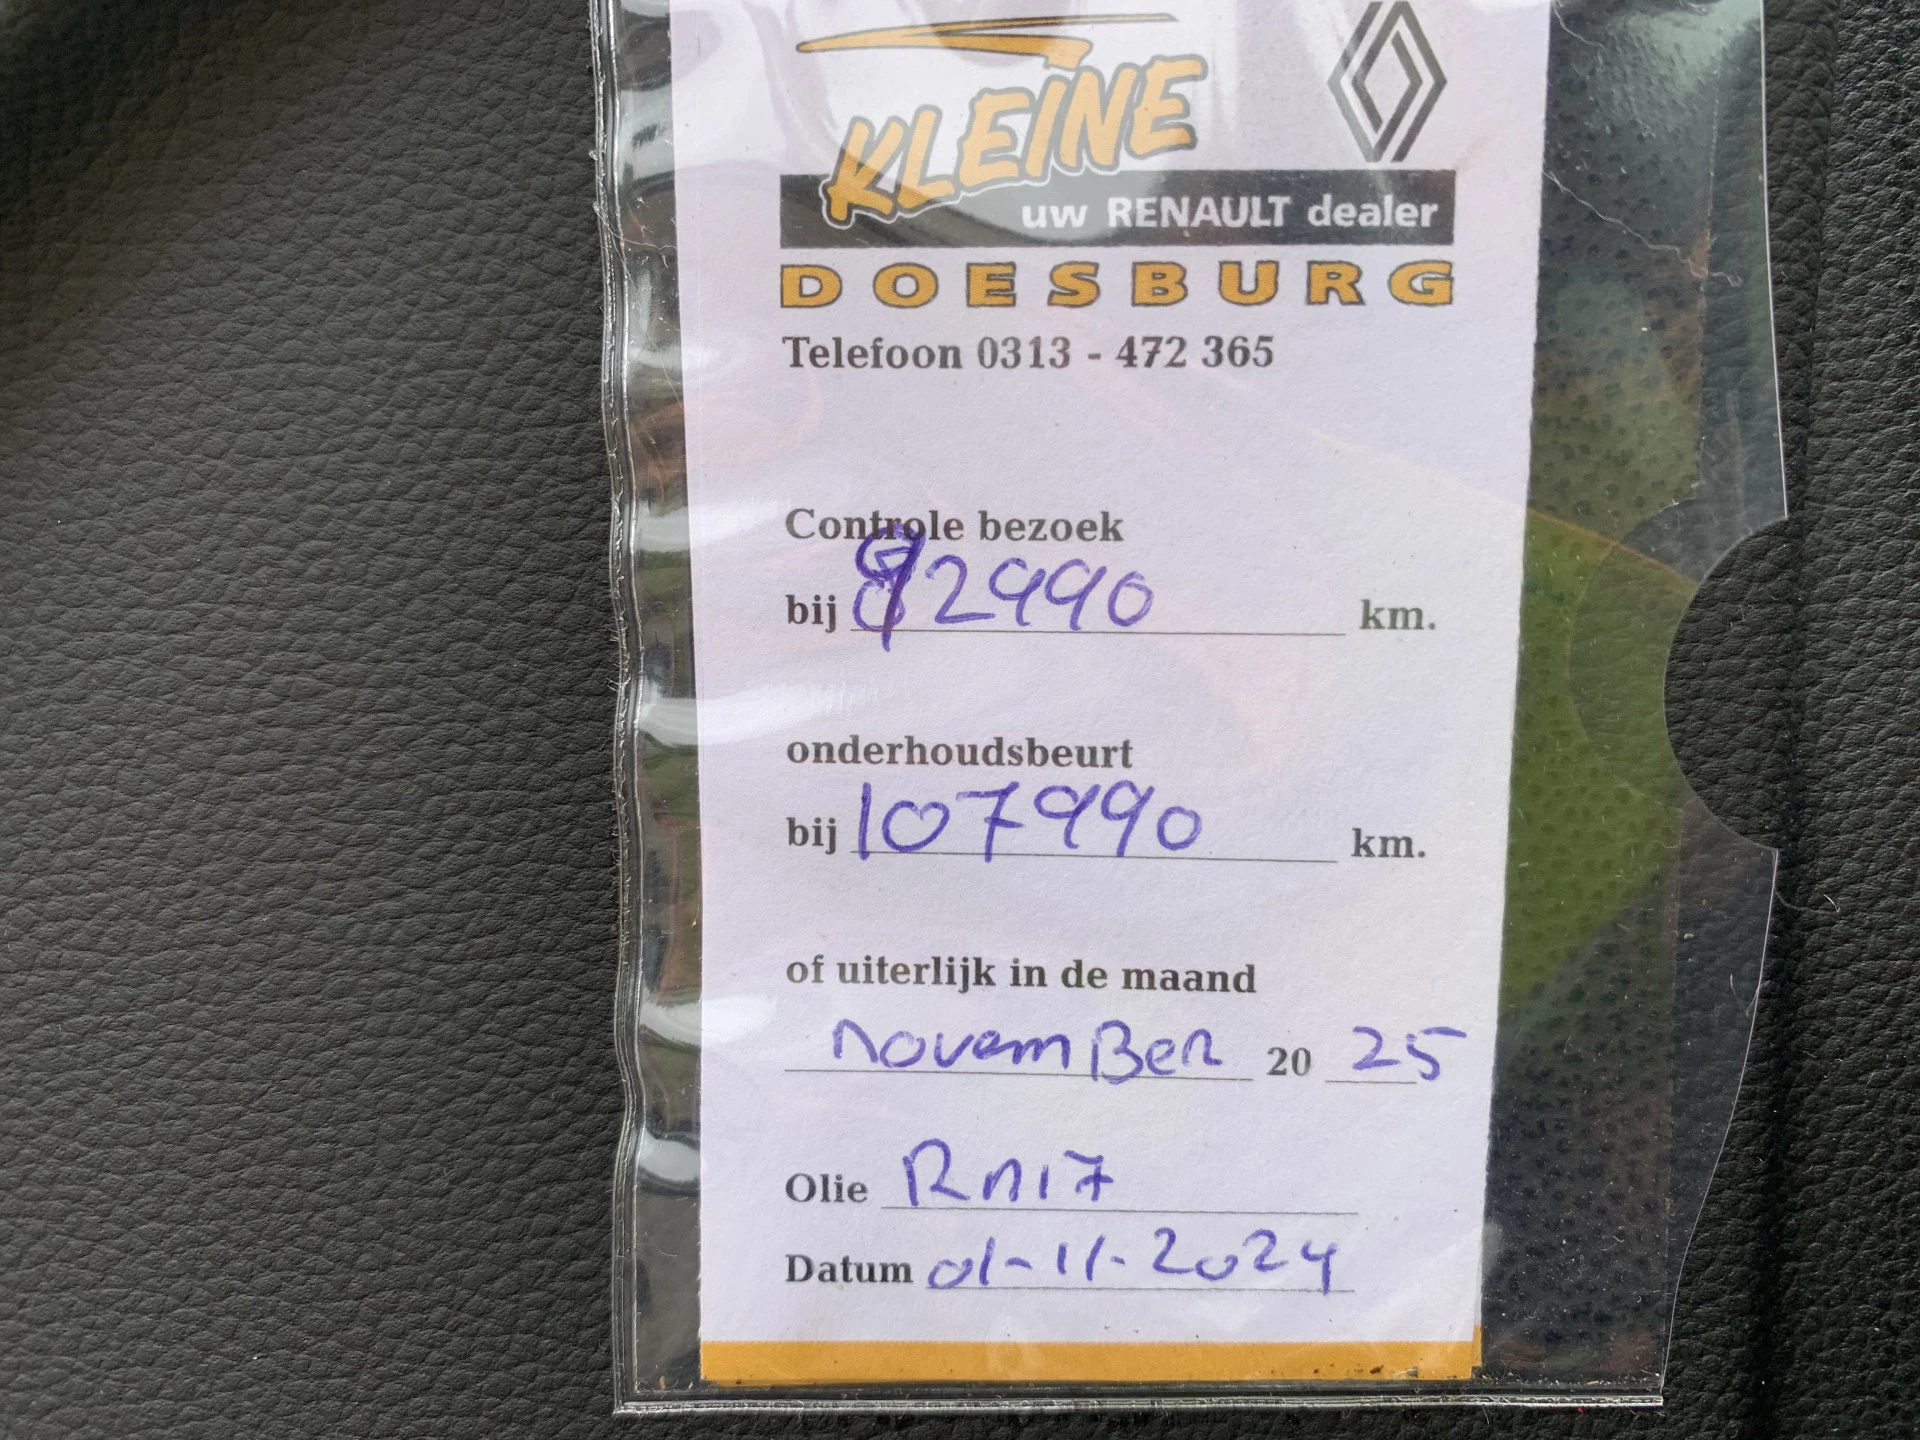 KLEINE
uw RENAULT dealer
DOESBURG
Telefoon 0313 - 472 365
Controle bezoek
bij 92990 km.
onderhoudsbeurt
bij 107990 km.
of uiterlijk in de maand
november 20 25
Olie Rn17
Datum 01-11-2024